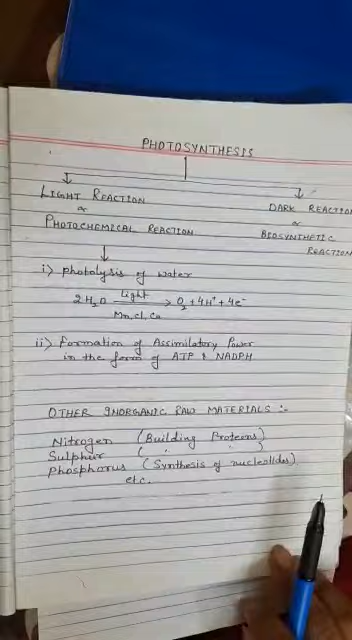 PHOTOSYNTHESIS
LIGHT REACTION
or
PHOTOCHEMICAL REACTION
DARK REACTION
or
BIOSYNTHETIC
REACTION
i) Photolysis of water
2H₂O —Light→ O₂ + 4H⁺ + 4e⁻
Mn, Cl, Ca
ii) Formation of Assimilatory Power
in the form of ATP & NADPH
OTHER INORGANIC RAW MATERIALS :-
Nitrogen (Building Proteins)
Sulphur ( " " )
Phosphorus (Synthesis of nucleotides)
etc.